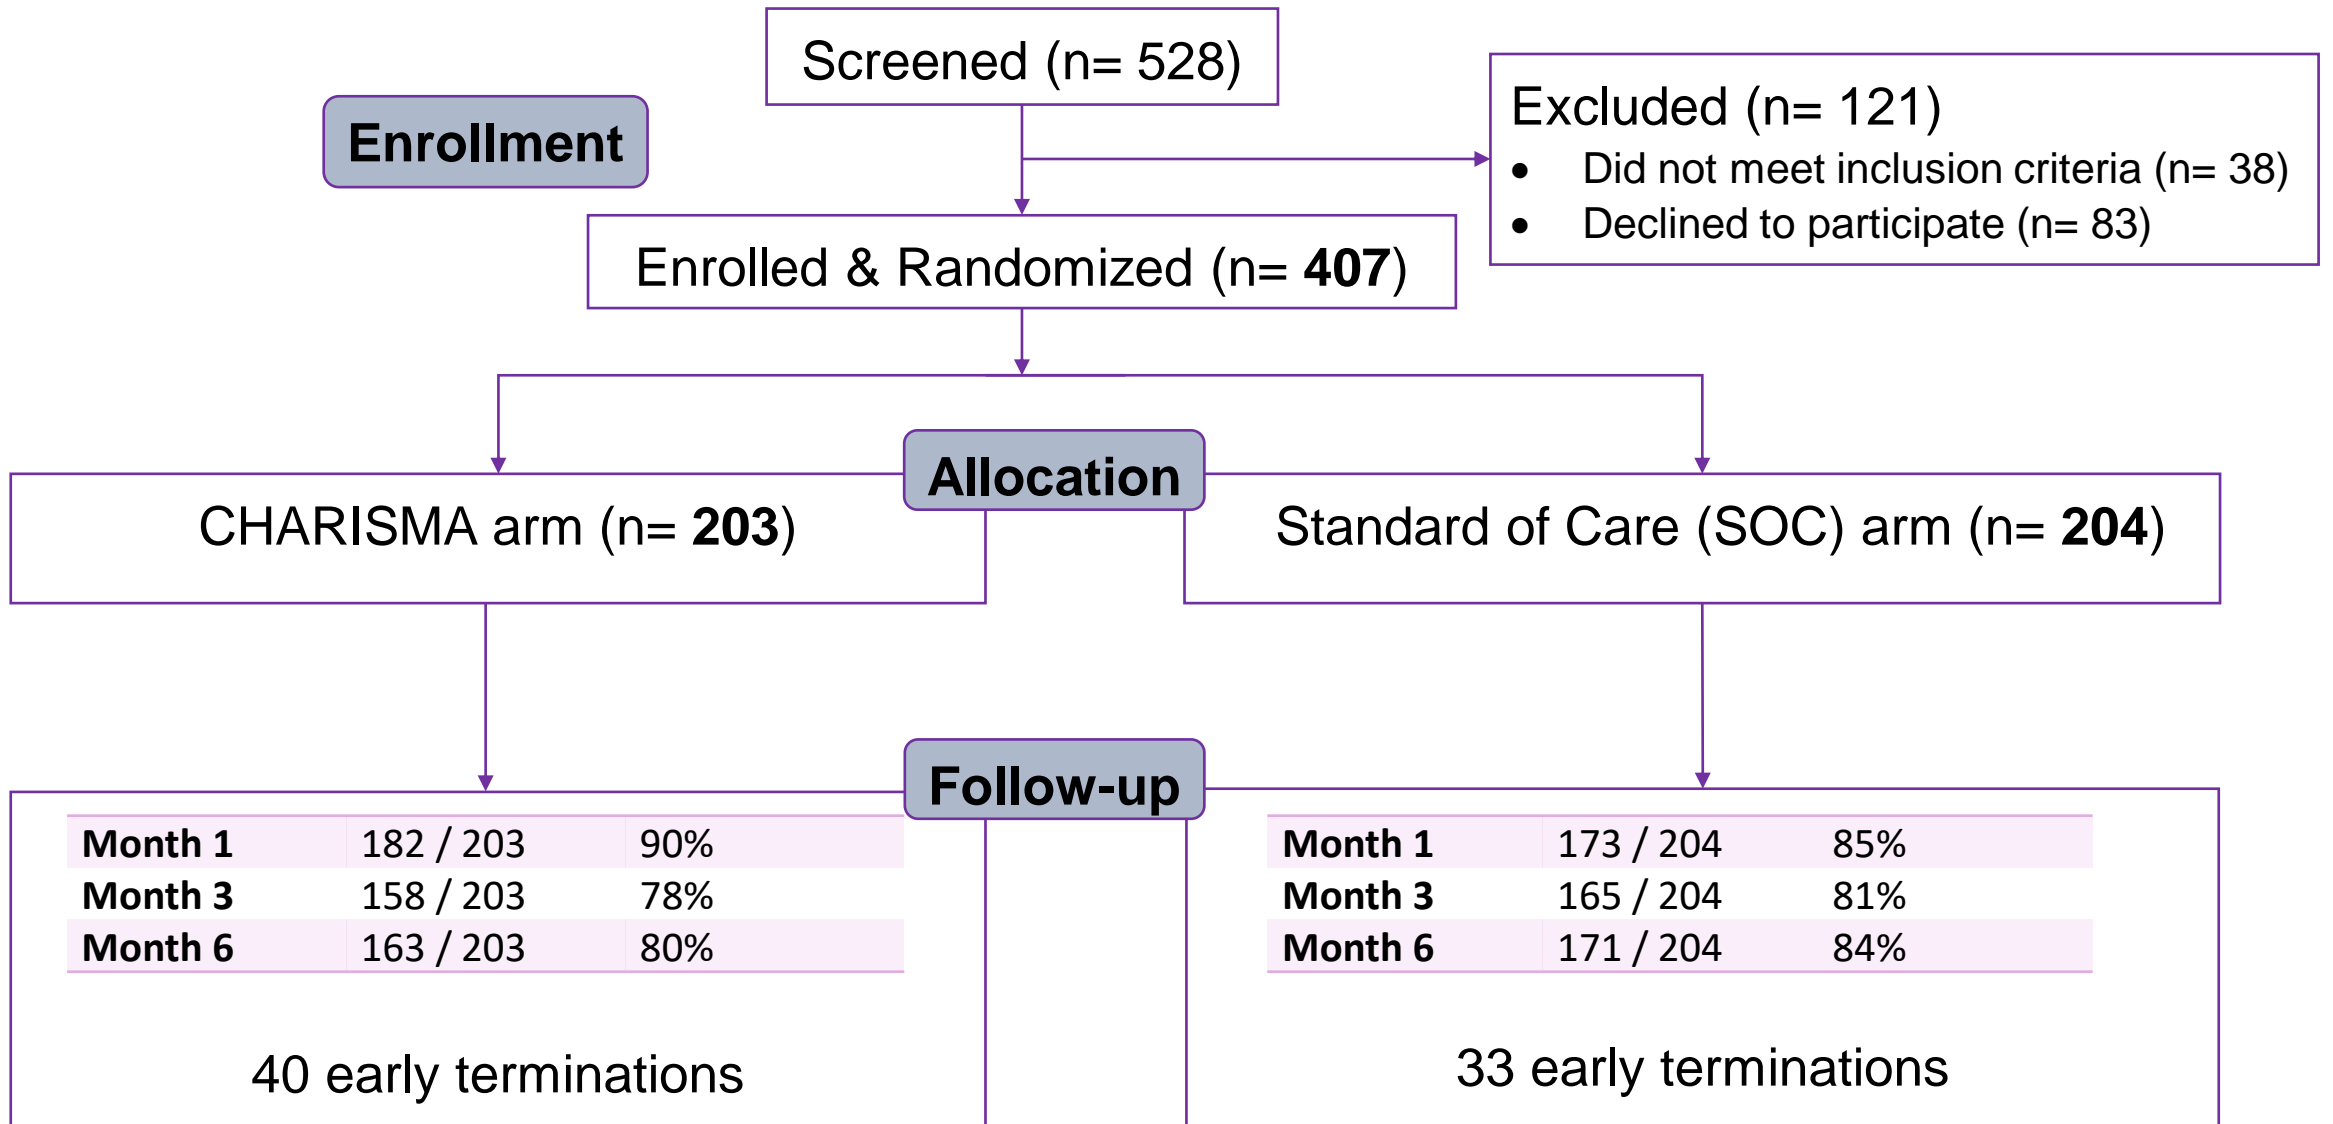 Screened (n= 528)
Enrollment
Excluded (n= 121)
• Did not meet inclusion criteria (n= 38)
• Declined to participate (n= 83)
Enrolled & Randomized (n= 407)
Allocation
CHARISMA arm (n= 203)
Standard of Care (SOC) arm (n= 204)
Follow-up
Month 1 182 / 203 90%
Month 3 158 / 203 78%
Month 6 163 / 203 80%
40 early terminations
Month 1 173 / 204 85%
Month 3 165 / 204 81%
Month 6 171 / 204 84%
33 early terminations